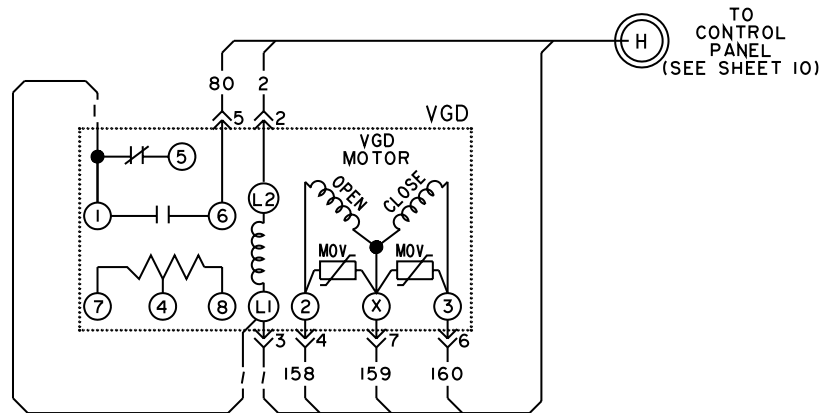 TO
CONTROL
PANEL
(SEE SHEET 10)
H
80
2
5
2
VGD
VGD
MOTOR
5
OPEN
CLOSE
L2
1
6
MOV
MOV
7
4
8
L1
2
X
3
3
4
7
6
158
159
160